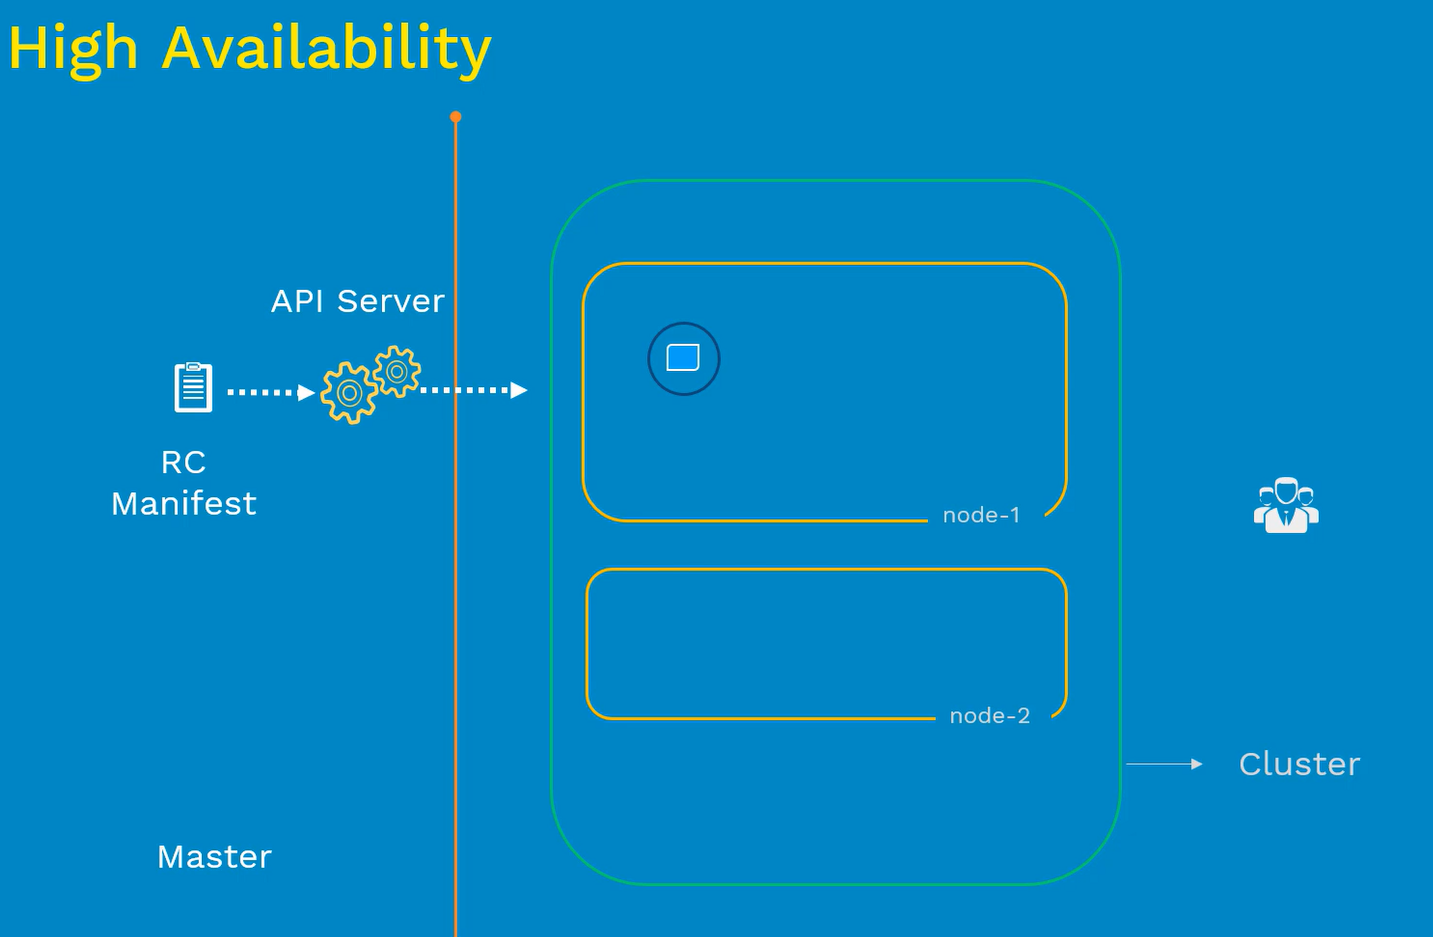 High Availability
API Server
RC
Manifest
node-1
node-2
Cluster
Master